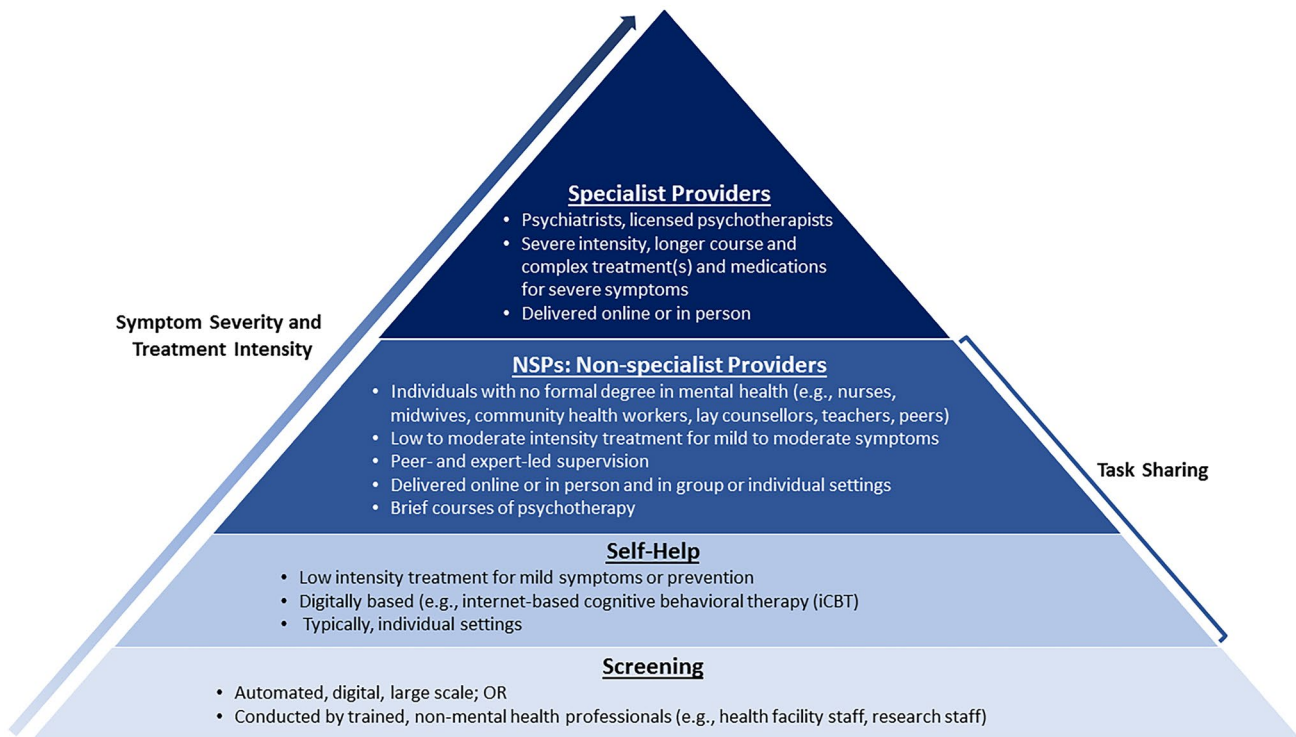 Specialist Providers
• Psychiatrists, licensed psychotherapists
• Severe intensity, longer course and
complex treatment(s) and medications
for severe symptoms
• Delivered online or in person
Symptom Severity and
Treatment Intensity
NSPs: Non-specialist Providers
• Individuals with no formal degree in mental health (e.g., nurses,
midwives, community health workers, lay counsellors, teachers, peers)
• Low to moderate intensity treatment for mild to moderate symptoms
• Peer- and expert-led supervision
• Delivered online or in person and in group or individual settings
• Brief courses of psychotherapy
Task Sharing
Self-Help
• Low intensity treatment for mild symptoms or prevention
• Digitally based (e.g., internet-based cognitive behavioral therapy (iCBT)
• Typically, individual settings
Screening
• Automated, digital, large scale; OR
• Conducted by trained, non-mental health professionals (e.g., health facility staff, research staff)